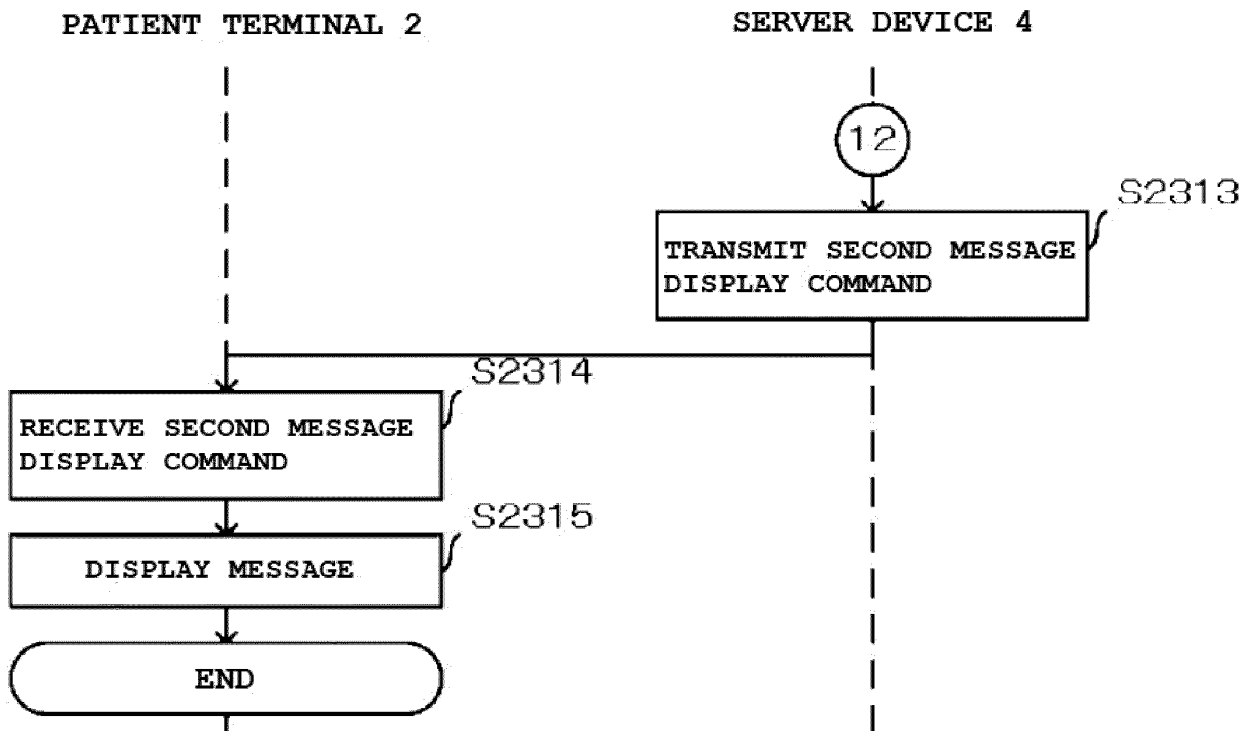 PATIENT TERMINAL 2
SERVER DEVICE 4
12
S2313
TRANSMIT SECOND MESSAGE
DISPLAY COMMAND
S2314
RECEIVE SECOND MESSAGE
DISPLAY COMMAND
S2315
DISPLAY MESSAGE
END